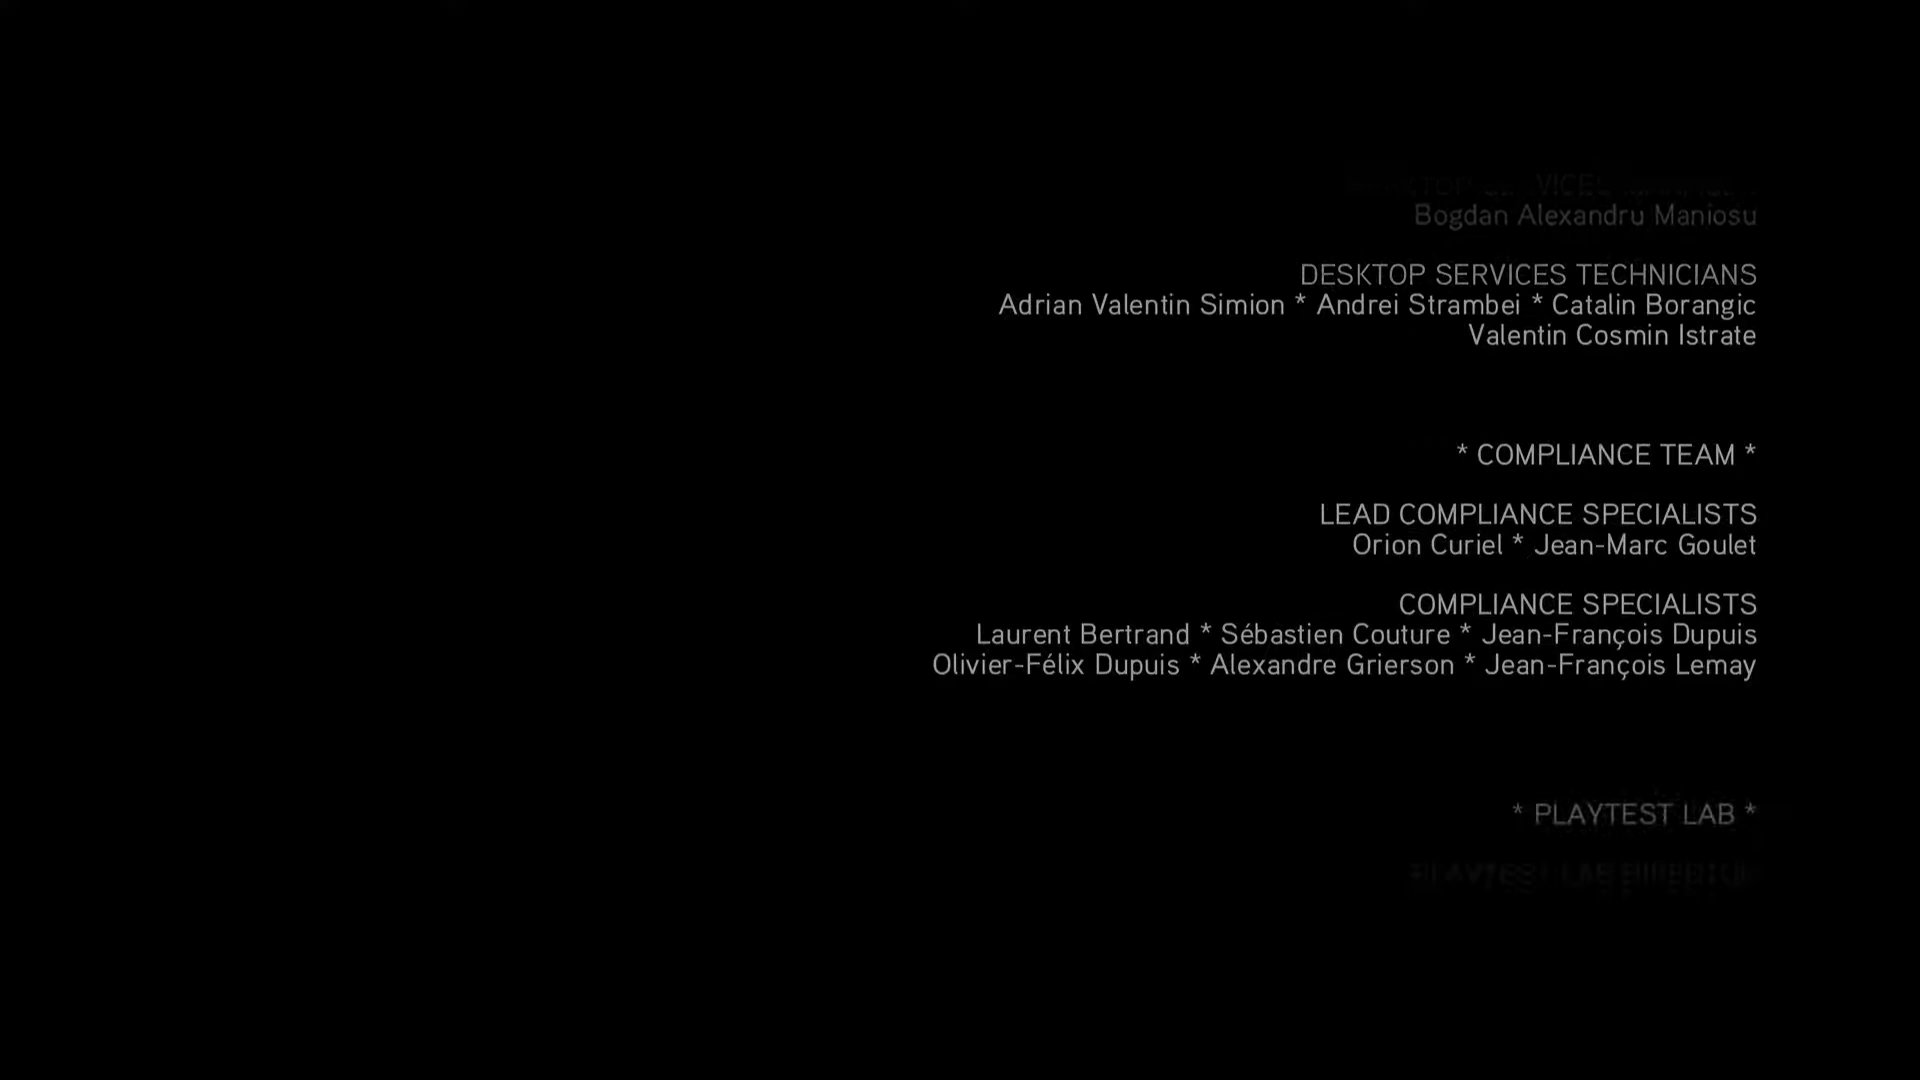 Bogdan Alexandru Maniosu
DESKTOP SERVICES TECHNICIANS
Adrian Valentin Simion * Andrei Strambei * Catalin Borangic
Valentin Cosmin Istrate
* COMPLIANCE TEAM *
LEAD COMPLIANCE SPECIALISTS
Orion Curiel * Jean-Marc Goulet
COMPLIANCE SPECIALISTS
Laurent Bertrand * Sébastien Couture * Jean-François Dupuis
Olivier-Félix Dupuis * Alexandre Grierson * Jean-François Lemay
* PLAYTEST LAB *